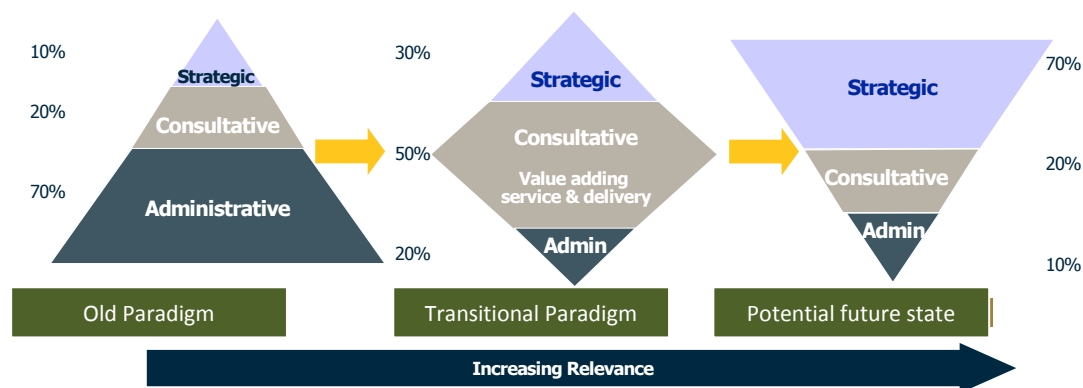 10%
Strategic
20%
Consultative
70%
Administrative
Old Paradigm
30%
Strategic
50%
Consultative
Value adding
service & delivery
20%
Admin
Transitional Paradigm
70%
Strategic
20%
Consultative
Admin
10%
Potential future state
Increasing Relevance